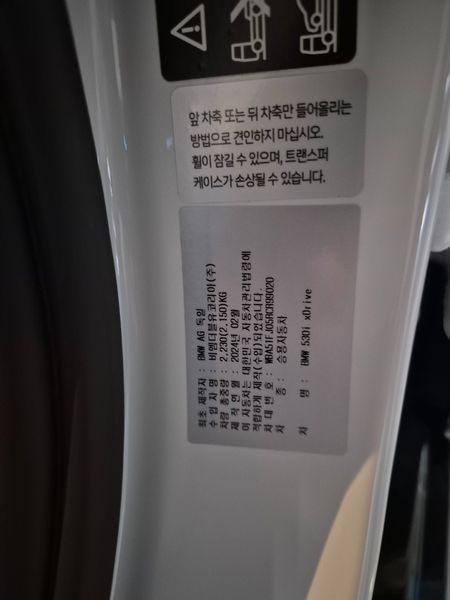 앞 차축 또는 뒤 차축만 들어올리는
방법으로 견인하지 마십시오.
휠이 잠길 수 있으며, 트랜스퍼
케이스가 손상될 수 있습니다.
최초 제작자 : BMW AG 독일
수 입 자 명 : 비엠더블유코리아(주)
차량 총중량 : 2,230(2,150)KG
제 작 연 월 : 2024년 02월
이 자동차는 대한민국 자동차관리법령에
적합하게 제작(수입)되었습니다.
차 대 번 호 : WBA51FJ05RCR99020
차 종 : 승용자동차
차 명 : BMW 530i xDrive